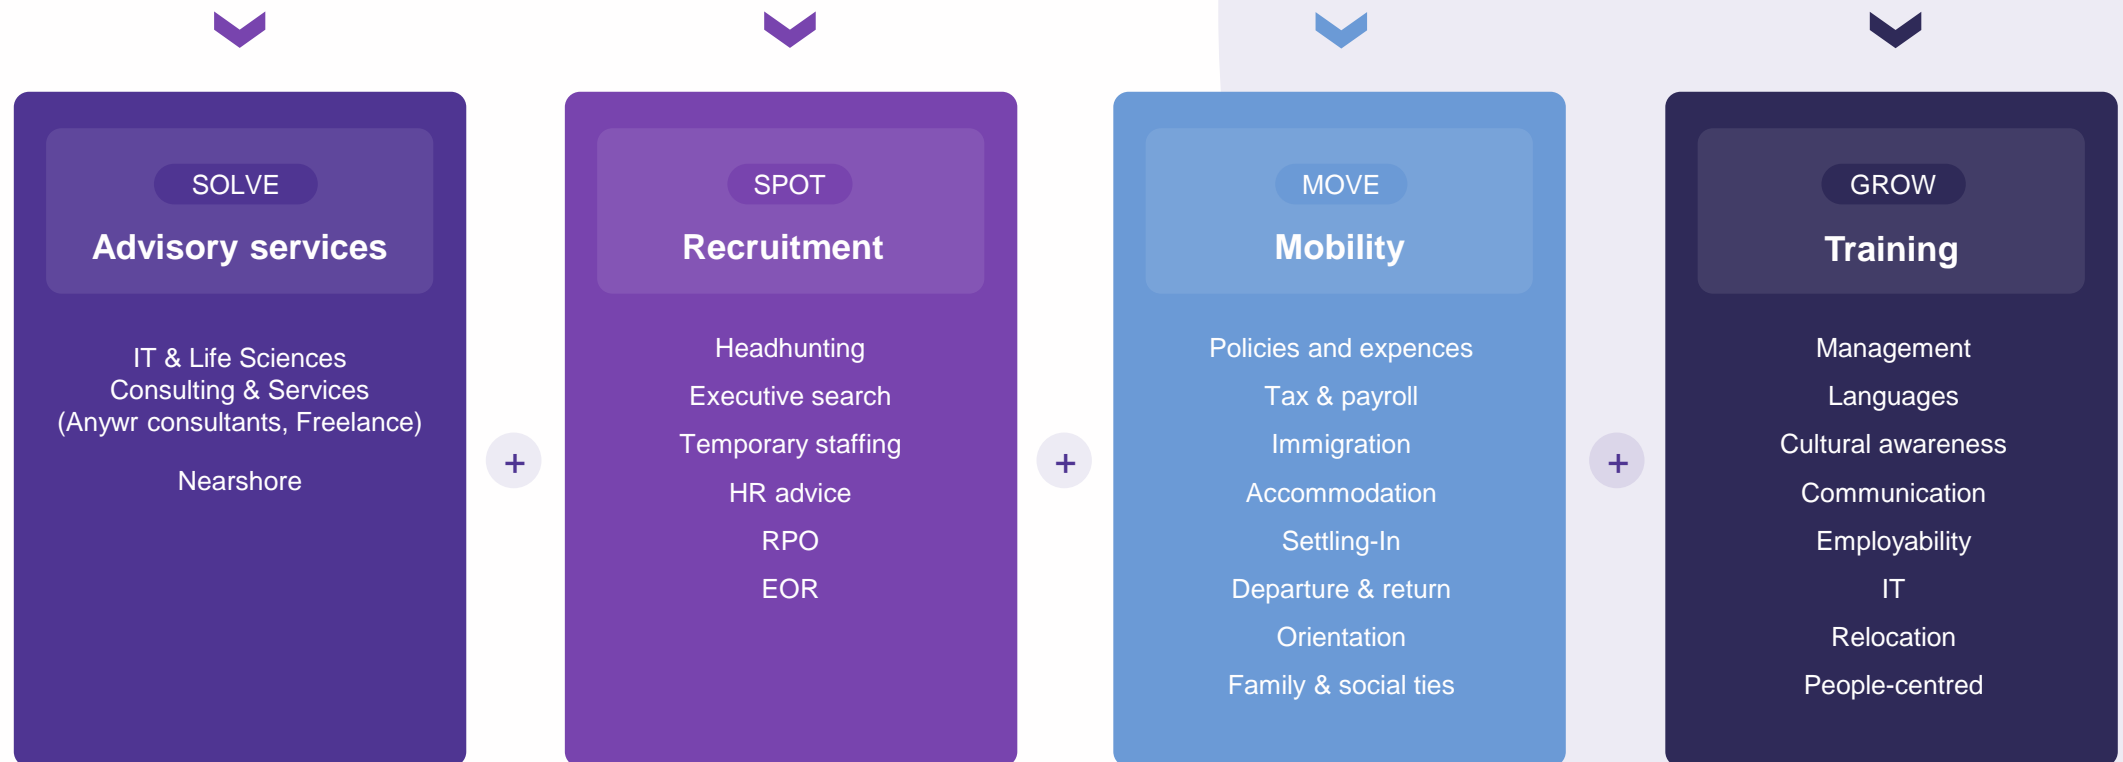 SOLVE
Advisory services
IT & Life Sciences
Consulting & Services
(Anywr consultants, Freelance)
Nearshore
+
SPOT
Recruitment
Headhunting
Executive search
Temporary staffing
HR advice
RPO
EOR
+
MOVE
Mobility
Policies and expences
Tax & payroll
Immigration
Accommodation
Settling-In
Departure & return
Orientation
Family & social ties
+
GROW
Training
Management
Languages
Cultural awareness
Communication
Employability
IT
Relocation
People-centred